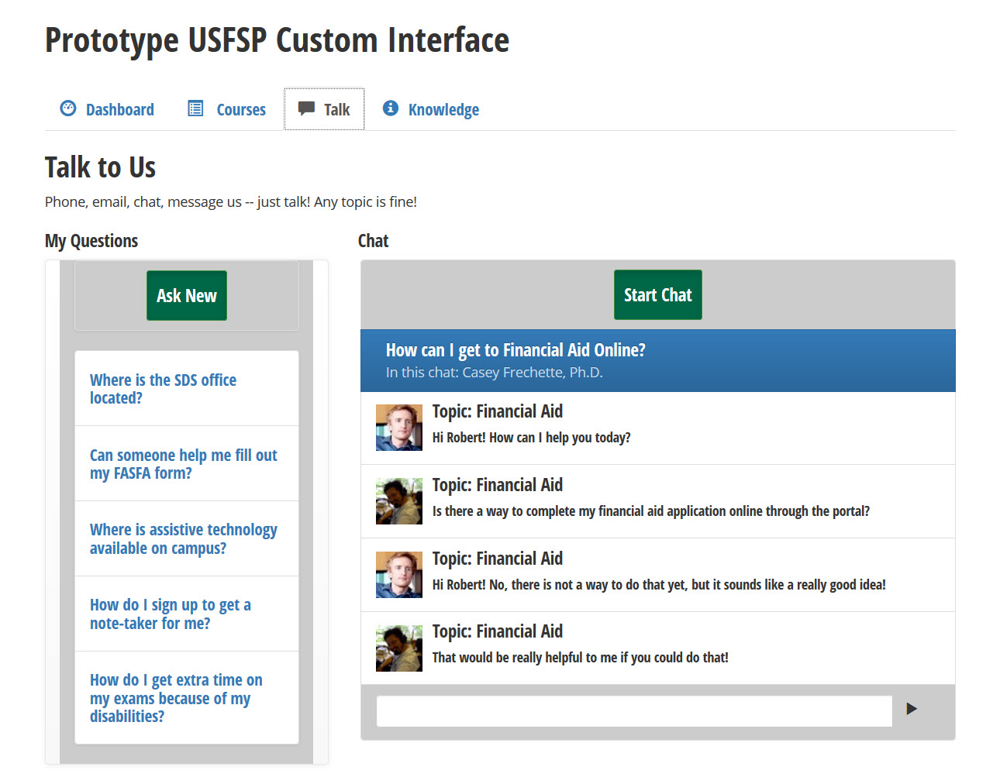 Prototype USFSP Custom Interface
Dashboard
Courses
Talk
Knowledge
Talk to Us
Phone, email, chat, message us -- just talk! Any topic is fine!
My Questions
Ask New
Where is the SDS office
located?
Can someone help me fill out
my FASFA form?
Where is assistive technology
available on campus?
How do I sign up to get a
note-taker for me?
How do I get extra time on
my exams because of my
disabilities?
Chat
Start Chat
How can I get to Financial Aid Online?
In this chat: Casey Frechette, Ph.D.
Topic: Financial Aid
Hi Robert! How can I help you today?
Topic: Financial Aid
Is there a way to complete my financial aid application online through the portal?
Topic: Financial Aid
Hi Robert! No, there is not a way to do that yet, but it sounds like a really good idea!
Topic: Financial Aid
That would be really helpful to me if you could do that!